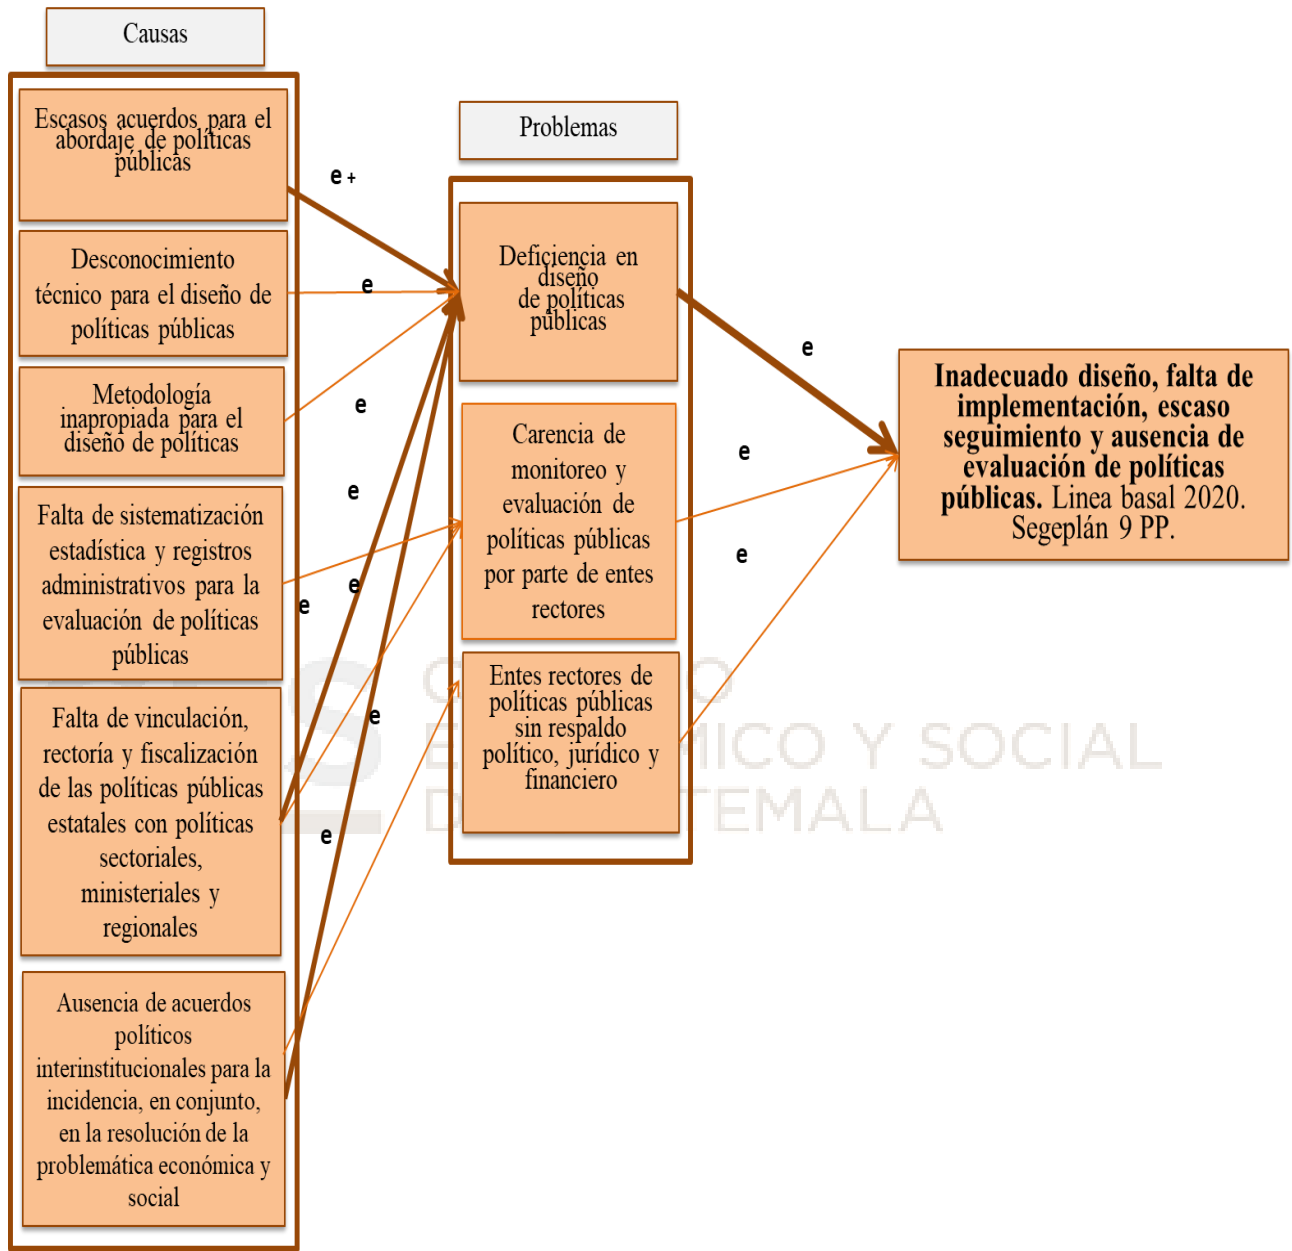 Causas
Escasos acuerdos para el
abordaje de políticas
públicas
Desconocimiento
técnico para el diseño de
políticas públicas
Metodología
inapropiada para el
diseño de políticas
Falta de sistematización
estadística y registros
administrativos para la
evaluación de políticas
públicas
Falta de vinculación,
rectoría y fiscalización
de las políticas públicas
estatales con políticas
sectoriales,
ministeriales y
regionales
Ausencia de acuerdos
políticos
interinstitucionales para la
incidencia, en conjunto,
en la resolución de la
problemática económica y
social
e +
e
e
e
e
e
e
e
Problemas
Deficiencia en
diseño
de políticas
públicas
Carencia de
monitoreo y
evaluación de
políticas públicas
por parte de entes
rectores
Entes rectores de
políticas públicas
sin respaldo
político, jurídico y
financiero
e
e
e
Inadecuado diseño, falta de
implementación, escaso
seguimiento y ausencia de
evaluación de políticas
públicas. Linea basal 2020.
Segeplán 9 PP.
Y SOCIAL